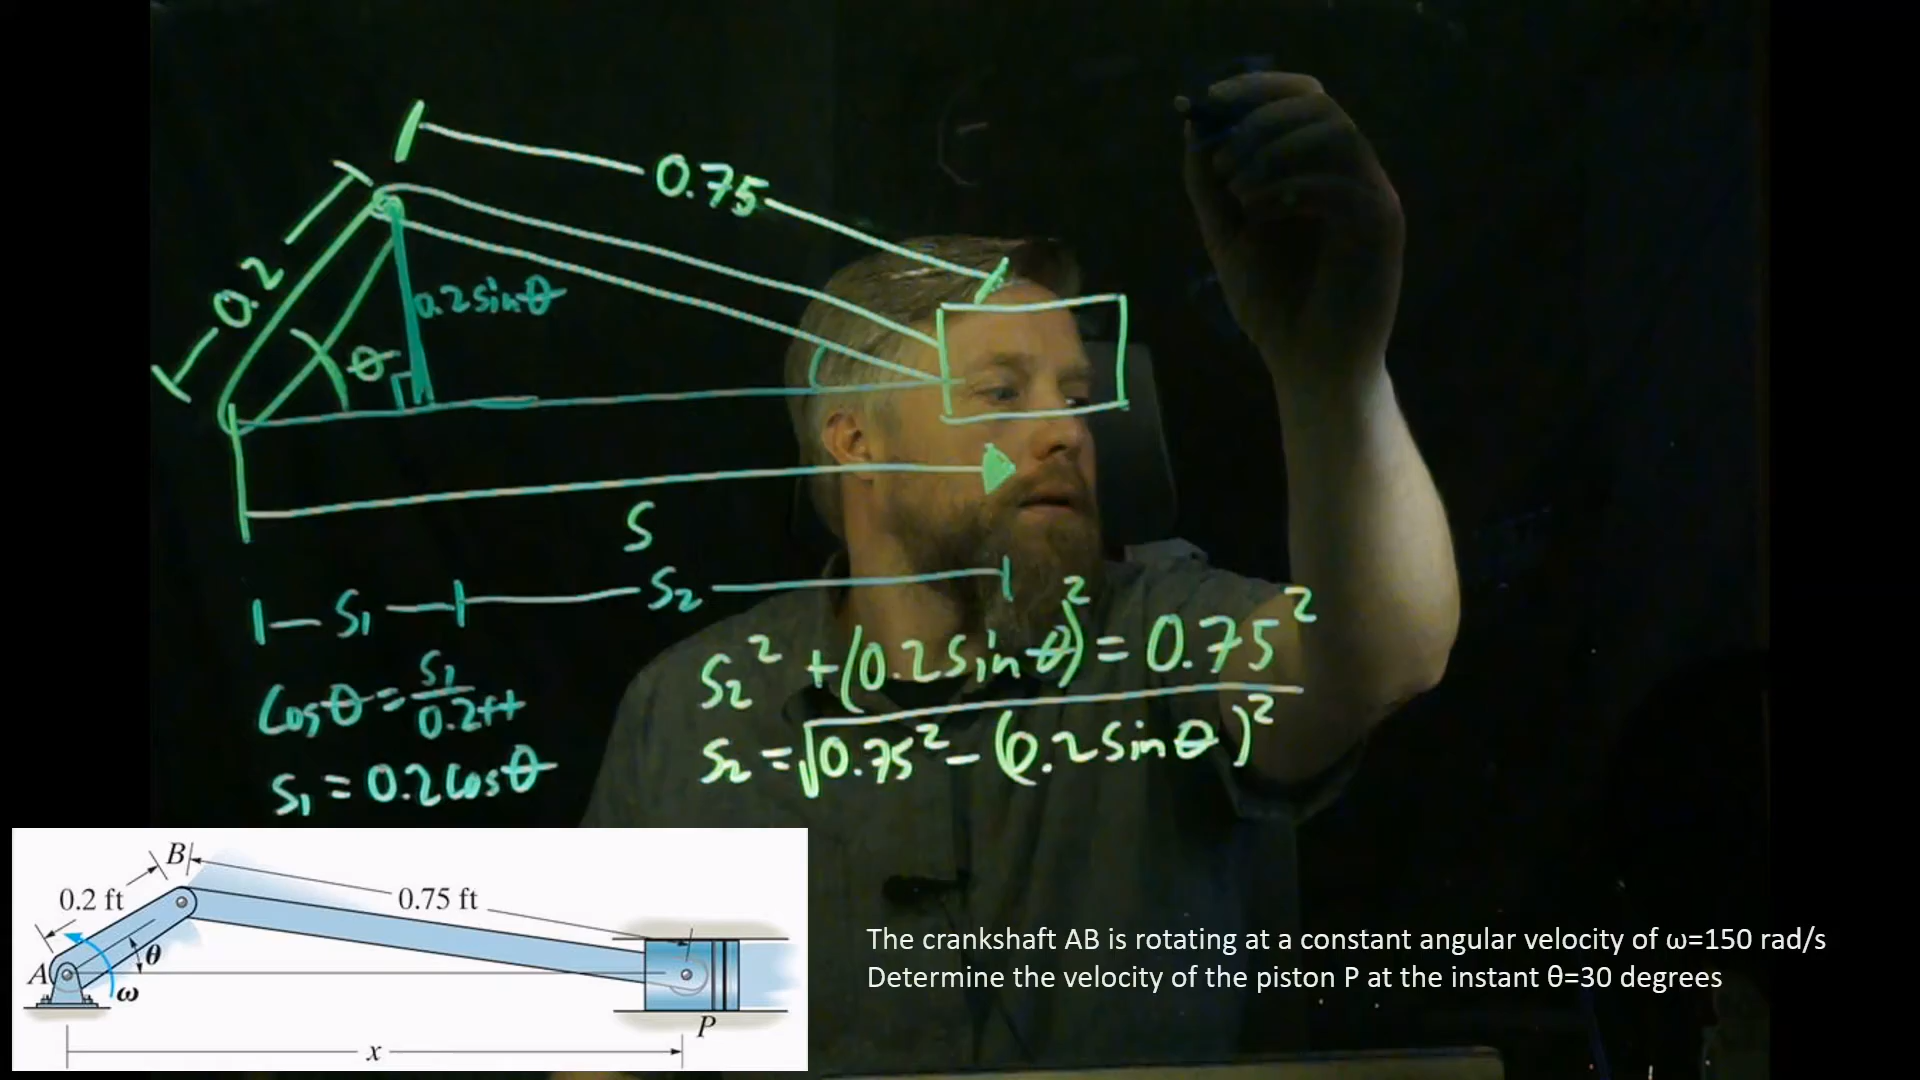 0.75
0.2
0.2sinθ
θ
S
S₁
S₂
cosθ = S₁/0.2ft
S₁ = 0.2cosθ
S₂² + (0.2sinθ)² = 0.75²
S₂ = √0.75² - (0.2sinθ)²
B
0.2 ft
0.75 ft
θ
A
ω
P
x
The crankshaft AB is rotating at a constant angular velocity of ω=150 rad/s
Determine the velocity of the piston P at the instant θ=30 degrees